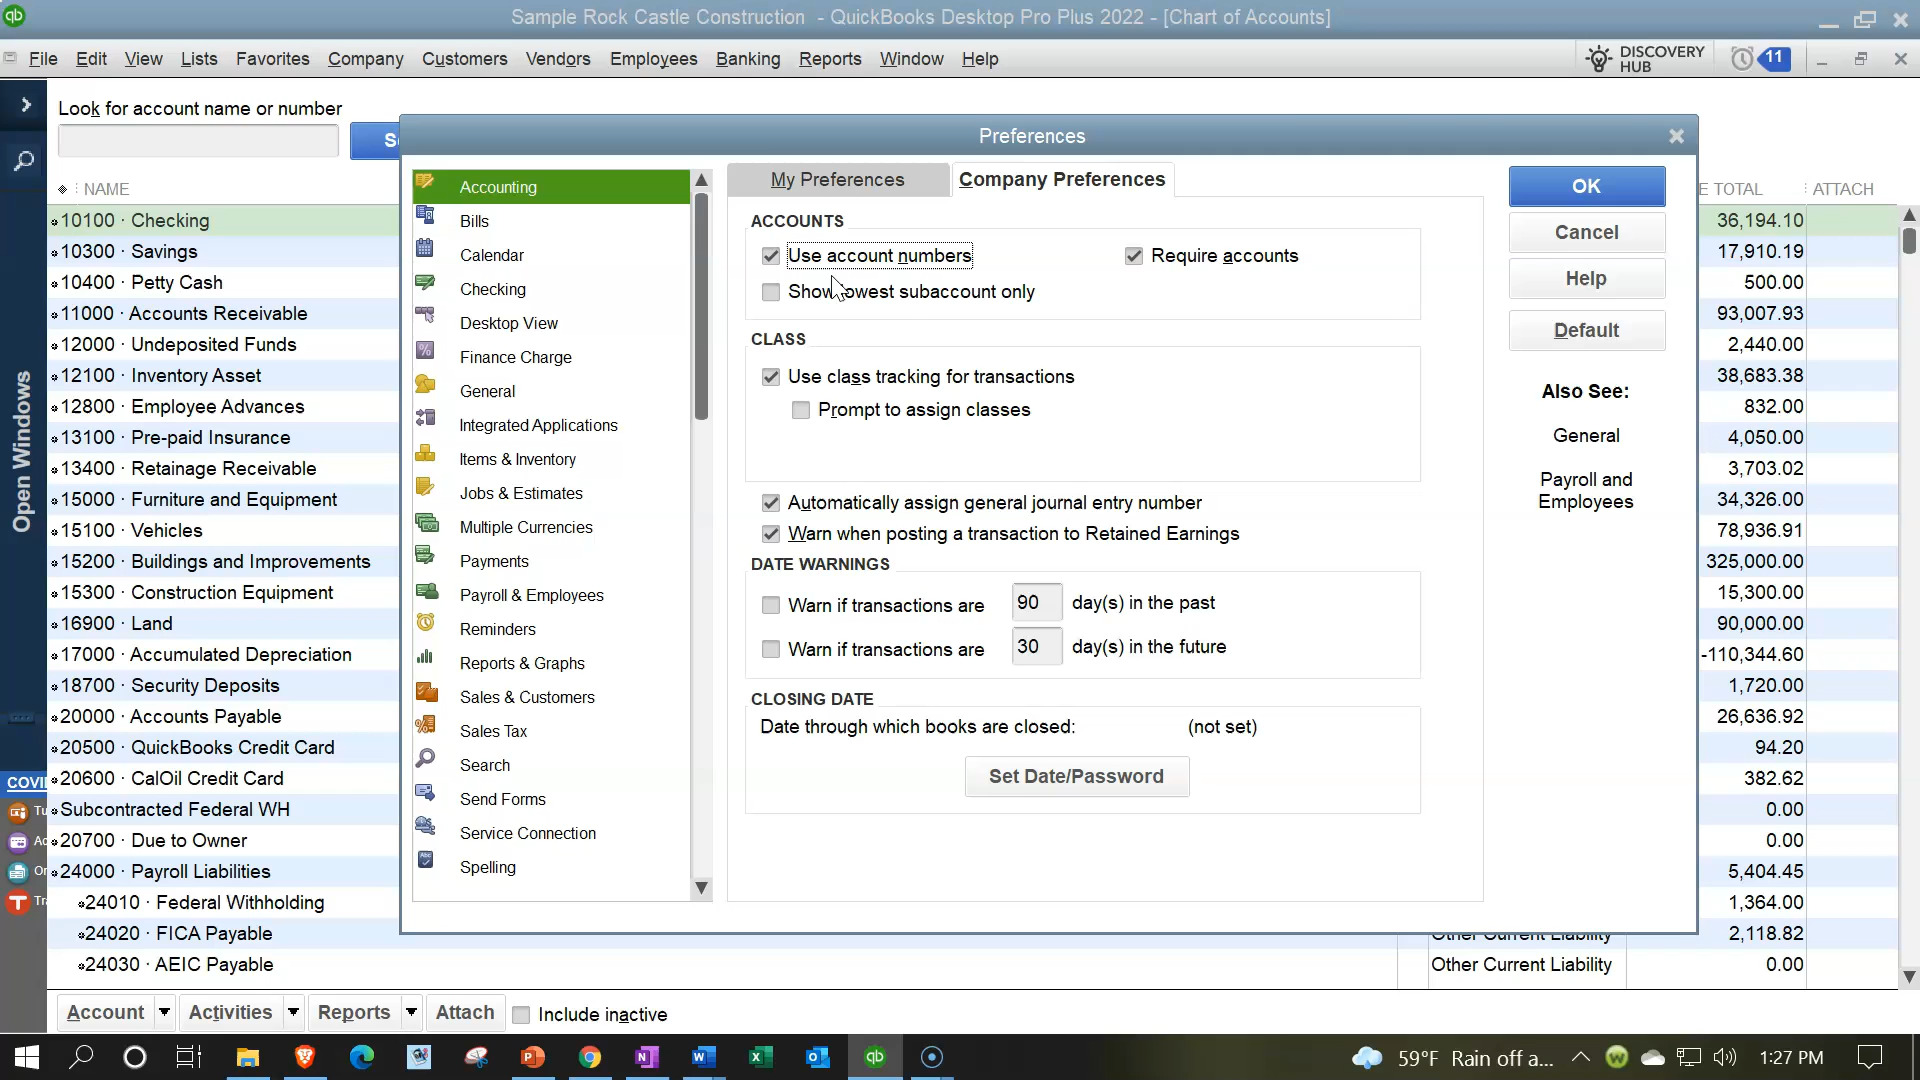 Sample Rock Castle Construction - QuickBooks Desktop Pro Plus 2022 - [Chart of Accounts]
File Edit View Lists Favorites Company Customers Vendors Employees Banking Reports Window Help
DISCOVERY HUB
11
Look for account name or number
Preferences
NAME
E TOTAL
ATTACH
10100 · Checking 36,194.10
10300 · Savings 17,910.19
10400 · Petty Cash 500.00
11000 · Accounts Receivable 93,007.93
12000 · Undeposited Funds 2,440.00
12100 · Inventory Asset 38,683.38
12800 · Employee Advances 832.00
13100 · Pre-paid Insurance 4,050.00
13400 · Retainage Receivable 3,703.02
15000 · Furniture and Equipment 34,326.00
15100 · Vehicles 78,936.91
15200 · Buildings and Improvements 325,000.00
15300 · Construction Equipment 15,300.00
16900 · Land 90,000.00
17000 · Accumulated Depreciation -110,344.60
18700 · Security Deposits 1,720.00
20000 · Accounts Payable 26,636.92
20500 · QuickBooks Credit Card 94.20
20600 · CalOil Credit Card 382.62
Subcontracted Federal WH 0.00
20700 · Due to Owner 0.00
24000 · Payroll Liabilities 5,404.45
24010 · Federal Withholding 1,364.00
24020 · FICA Payable Other Current Liability 2,118.82
24030 · AEIC Payable Other Current Liability 0.00
Open Windows
COVI
Tu
Ac
Or
Tra
Accounting
Bills
Calendar
Checking
Desktop View
Finance Charge
General
Integrated Applications
Items & Inventory
Jobs & Estimates
Multiple Currencies
Payments
Payroll & Employees
Reminders
Reports & Graphs
Sales & Customers
Sales Tax
Search
Send Forms
Service Connection
Spelling
My Preferences Company Preferences
ACCOUNTS
Use account numbers Require accounts
Show lowest subaccount only
CLASS
Use class tracking for transactions
Prompt to assign classes
Automatically assign general journal entry number
Warn when posting a transaction to Retained Earnings
DATE WARNINGS
Warn if transactions are 90 day(s) in the past
Warn if transactions are 30 day(s) in the future
CLOSING DATE
Date through which books are closed: (not set)
Set Date/Password
OK
Cancel
Help
Default
Also See:
General
Payroll and
Employees
Account Activities Reports Attach Include inactive
59°F Rain off a... 1:27 PM